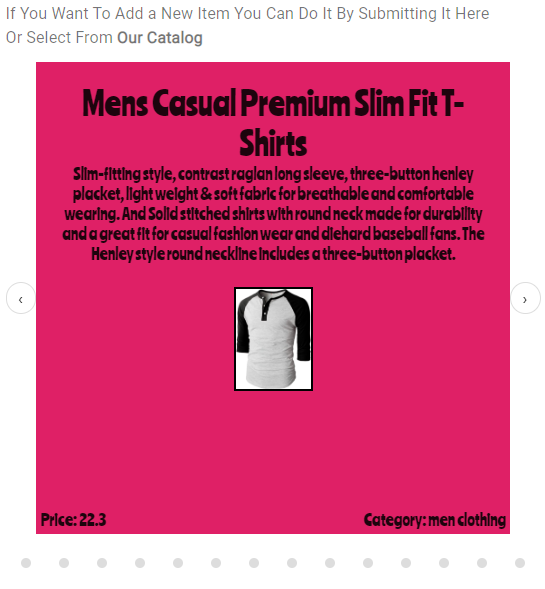 If You Want To Add a New Item You Can Do It By Submitting It Here
Or Select From Our Catalog
Mens Casual Premium Slim Fit T-
Shirts
Slim-fitting style, contrast raglan long sleeve, three-button henley
placket, light weight & soft fabric for breathable and comfortable
wearing. And Solid stitched shirts with round neck made for durability
and a great fit for casual fashion wear and diehard baseball fans. The
Henley style round neckline includes a three-button placket.
‹
›
Price: 22.3
Category: men clothing